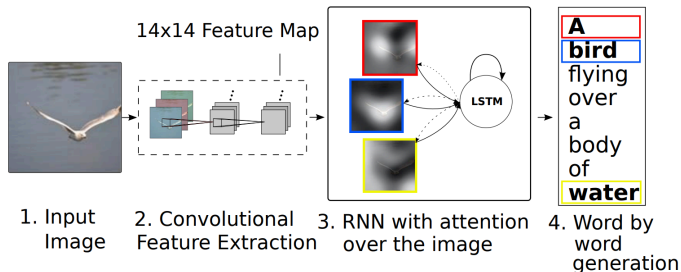 14x14 Feature Map
LSTM
A
bird
flying
over
a
body
of
water
1. Input
Image
2. Convolutional
Feature Extraction
3. RNN with attention
over the image
4. Word by
word
generation